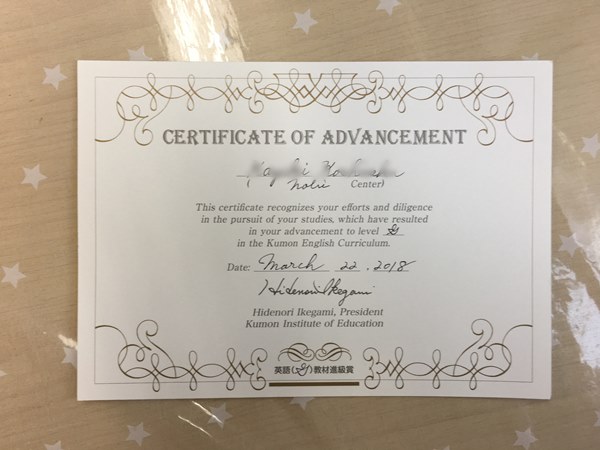 CERTIFICATE OF ADVANCEMENT
( Center)
This certificate recognizes your efforts and diligence
in the pursuit of your studies, which have resulted
in your advancement to level G
in the Kumon English Curriculum.
Date: March 22, 2018
Hidenori Ikegami
Hidenori Ikegami, President
Kumon Institute of Education
英語(G)教材進級賞